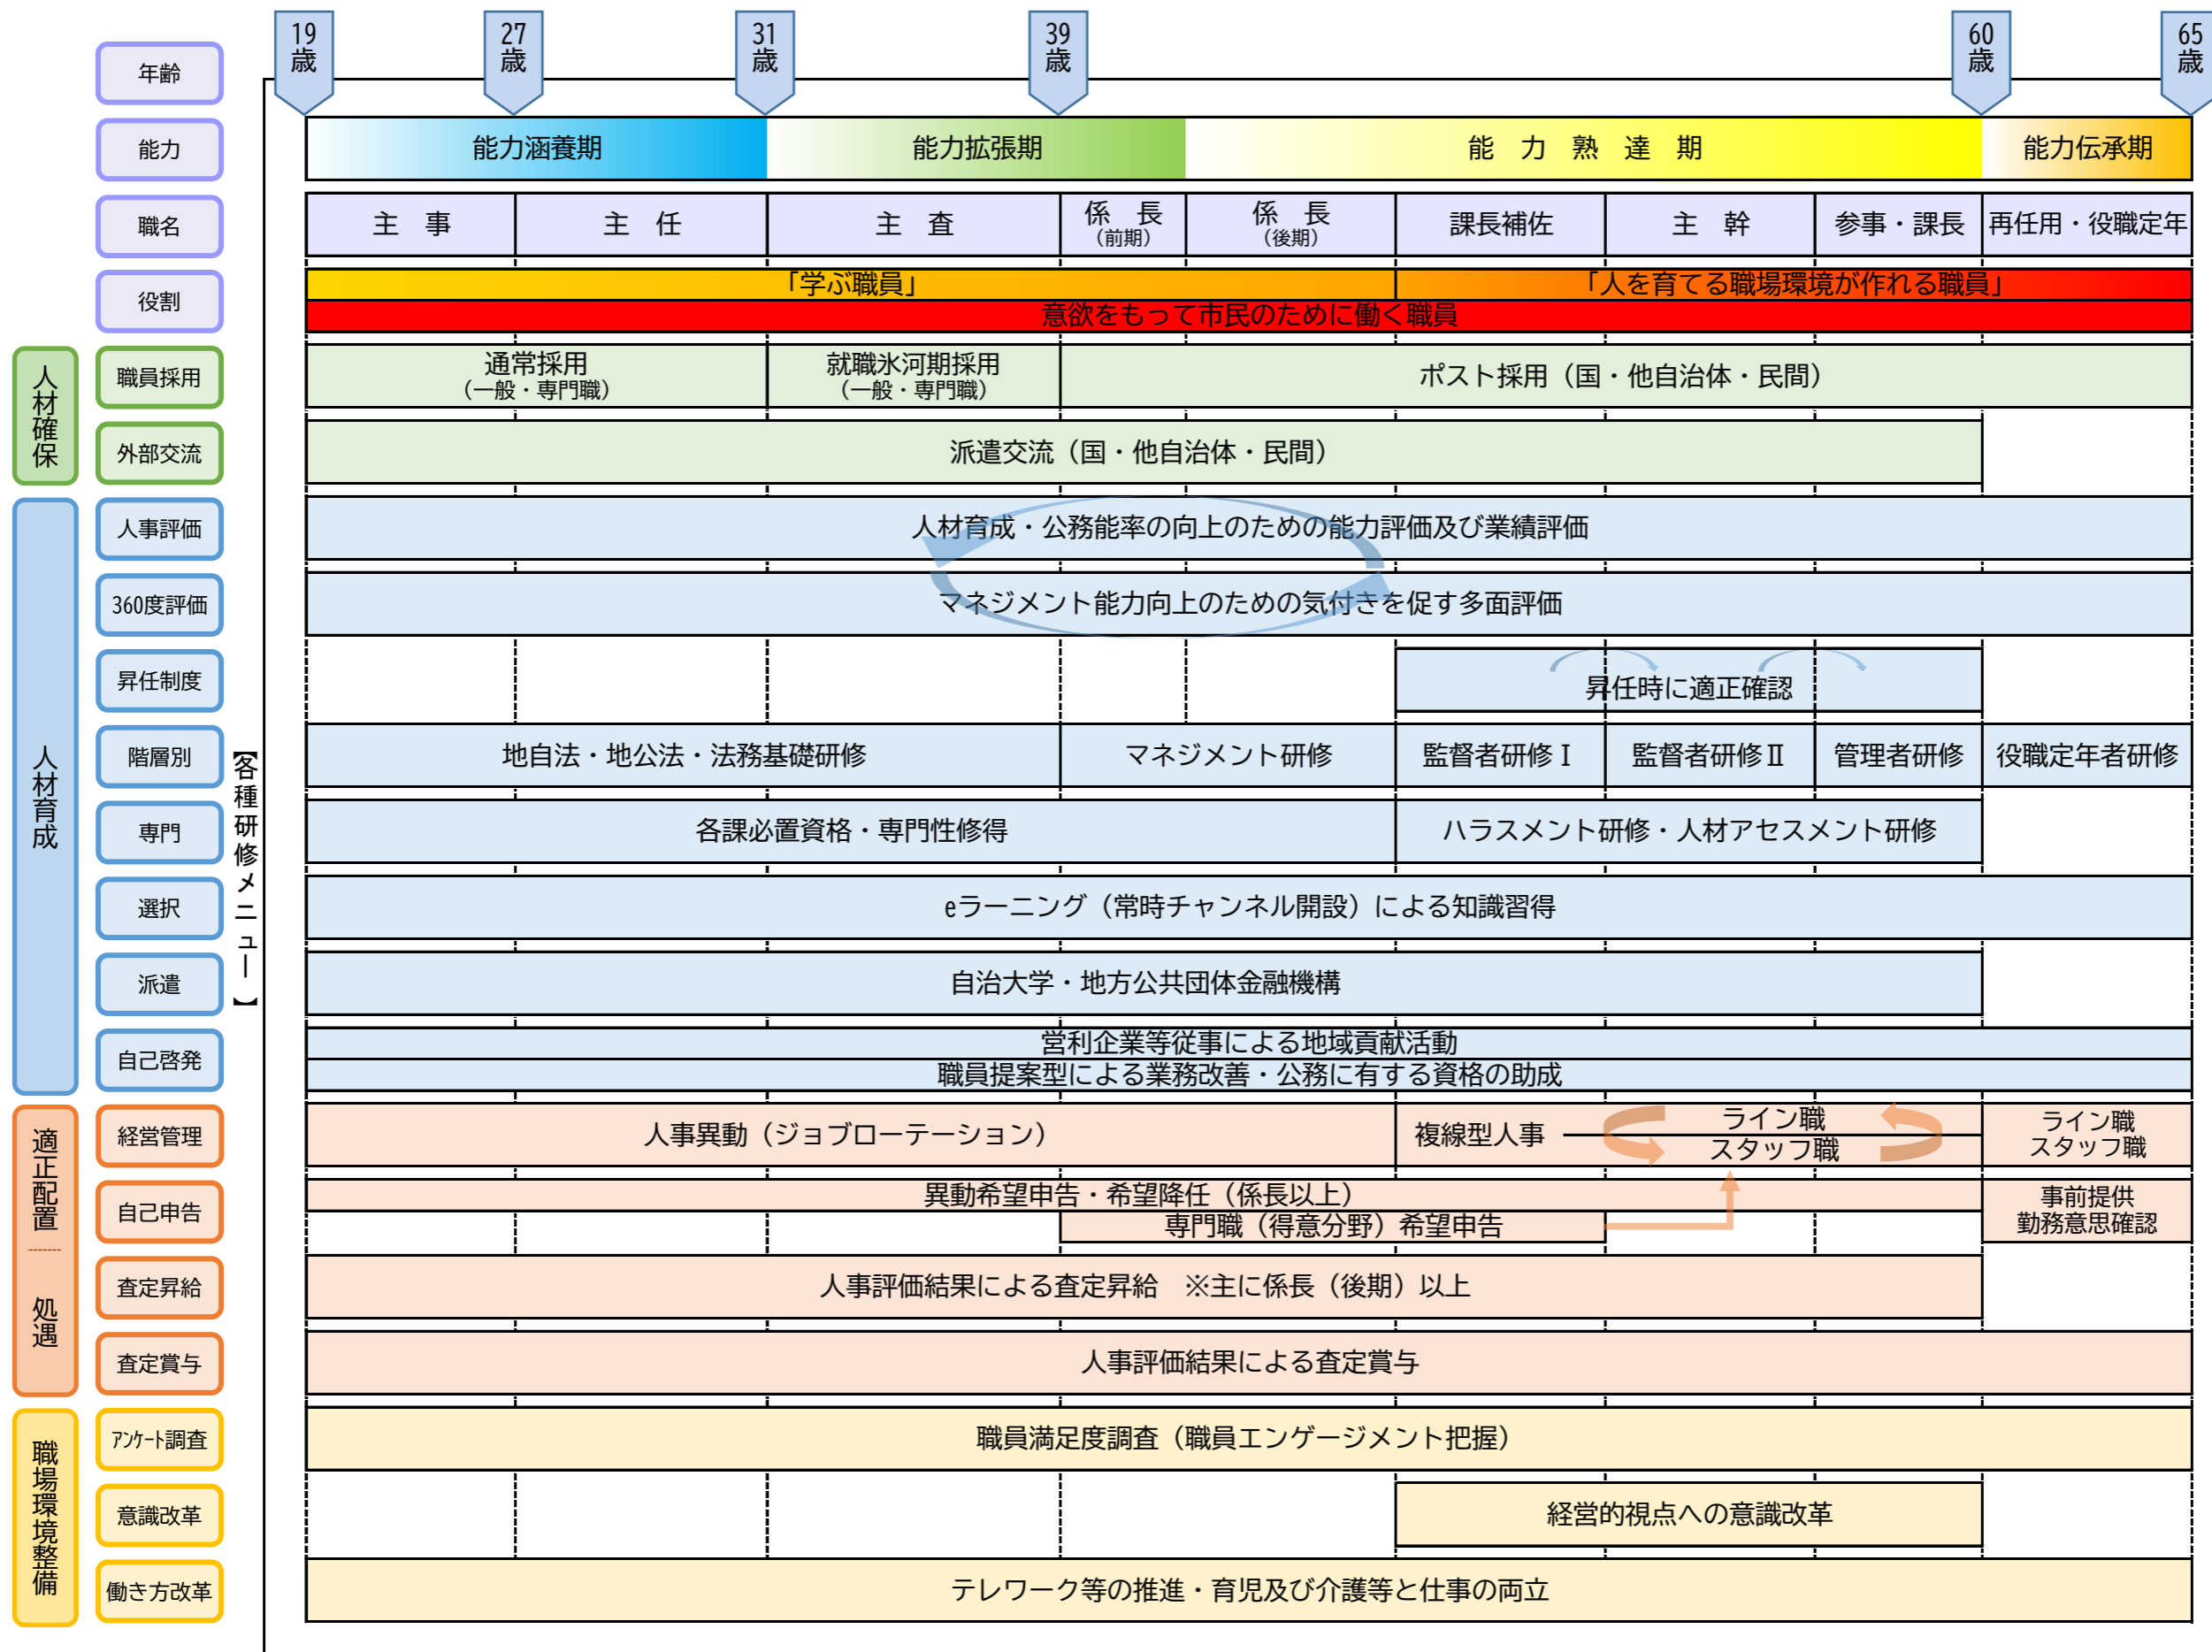 19歳
27歳
31歳
39歳
60歳
65歳
年齢
能力
能力涵養期
能力拡張期
能　力　熟　達　期
能力伝承期
職名
主　事
主　任
主　査
係　長
（前期）
係　長
（後期）
課長補佐
主　幹
参事・課長
再任用・役職定年
役割
「学ぶ職員」
「人を育てる職場環境が作れる職員」
意欲をもって市民のために働く職員
人材確保
職員採用
通常採用
（一般・専門職）
就職氷河期採用
（一般・専門職）
ポスト採用（国・他自治体・民間）
外部交流
派遣交流（国・他自治体・民間）
人材育成
人事評価
人材育成・公務能率の向上のための能力評価及び業績評価
360度評価
マネジメント能力向上のための気付きを促す多面評価
昇任制度
昇任時に適正確認
【各種研修メニュー】
階層別
地自法・地公法・法務基礎研修
マネジメント研修
監督者研修Ⅰ
監督者研修Ⅱ
管理者研修
役職定年者研修
専門
各課必置資格・専門性修得
ハラスメント研修・人材アセスメント研修
選択
eラーニング（常時チャンネル開設）による知識習得
派遣
自治大学・地方公共団体金融機構
自己啓発
営利企業等従事による地域貢献活動
職員提案型による業務改善・公務に有する資格の助成
適正配置
処遇
経営管理
人事異動（ジョブローテーション）
複線型人事
ライン職
スタッフ職
ライン職
スタッフ職
自己申告
異動希望申告・希望降任（係長以上）
専門職（得意分野）希望申告
事前提供
勤務意思確認
査定昇給
人事評価結果による査定昇給　※主に係長（後期）以上
査定賞与
人事評価結果による査定賞与
職場環境整備
ｱﾝｹｰﾄ調査
職員満足度調査（職員エンゲージメント把握）
意識改革
経営的視点への意識改革
働き方改革
テレワーク等の推進・育児及び介護等と仕事の両立